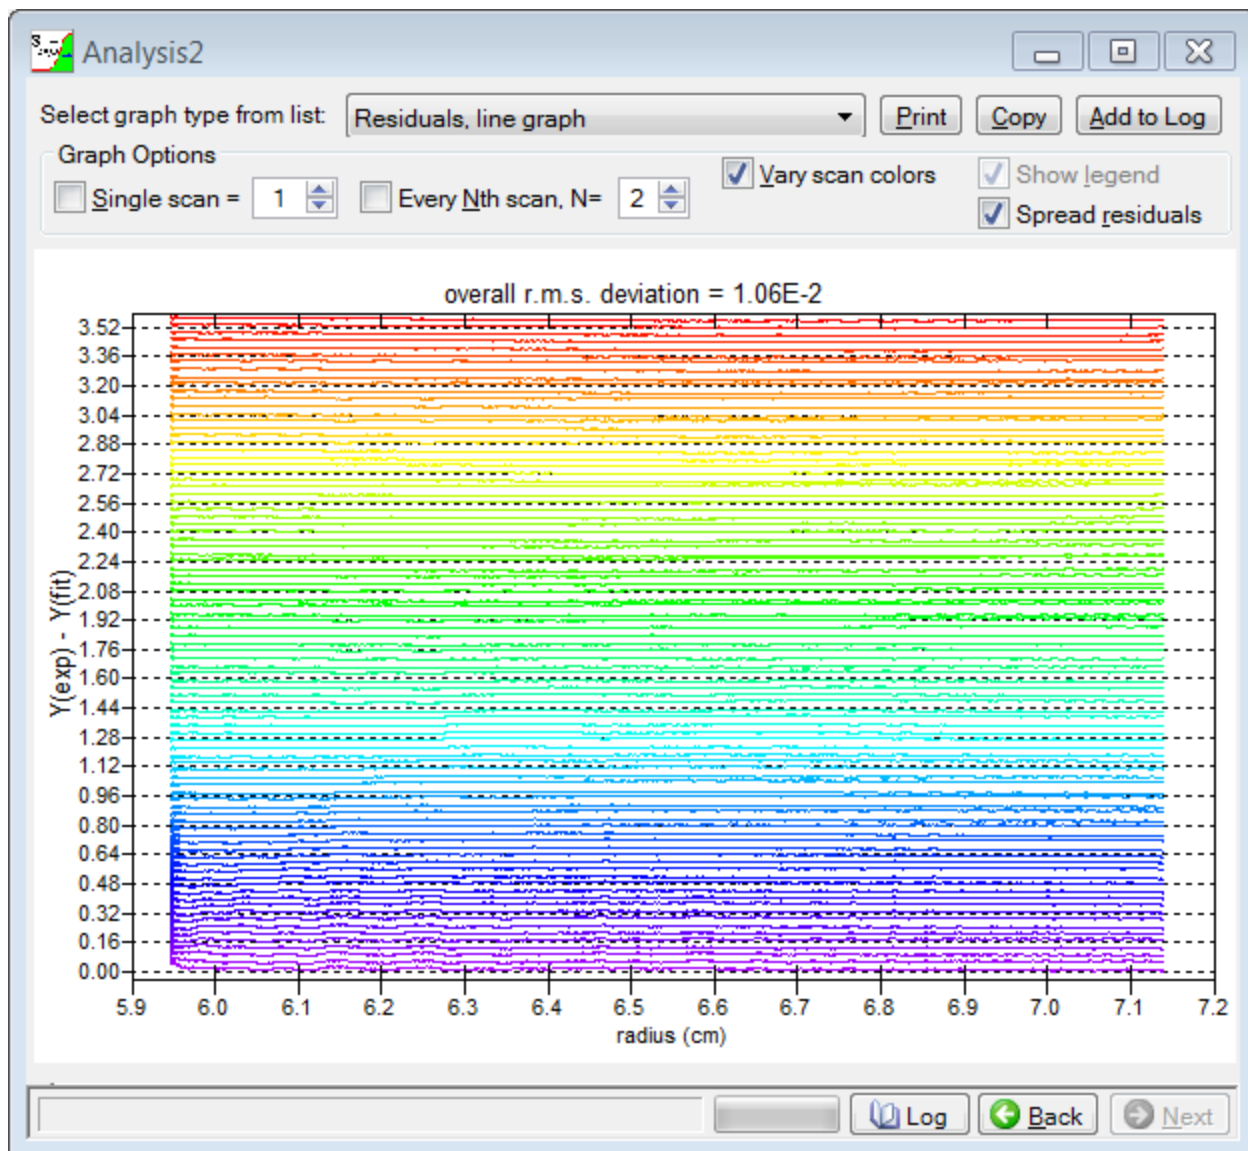 Analysis2
Select graph type from list: Residuals, line graph Print Copy Add to Log
Graph Options
Single scan = 1 Every Nth scan, N= 2 Vary scan colors Show legend
Spread residuals
overall r.m.s. deviation = 1.06E-2
3.52
3.36
3.20
3.04
2.88
2.72
2.56
2.40
2.24
2.08
1.92
1.76
1.60
1.44
1.28
1.12
0.96
0.80
0.64
0.48
0.32
0.16
0.00
Y(exp) - Y(fit)
5.9 6.0 6.1 6.2 6.3 6.4 6.5 6.6 6.7 6.8 6.9 7.0 7.1 7.2
radius (cm)
Log Back Next